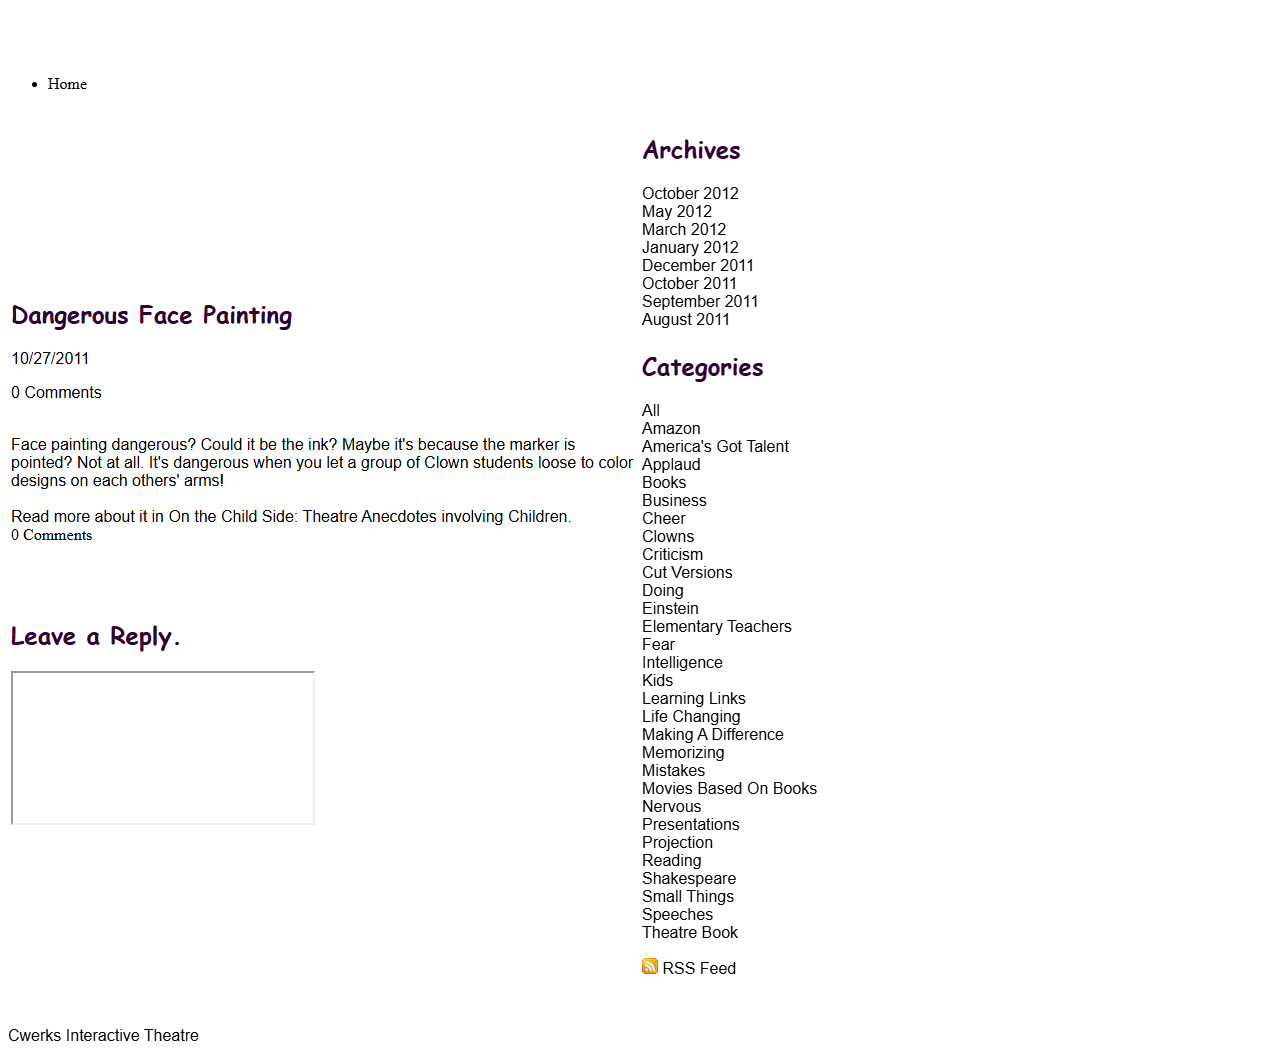 Home
Dangerous Face Painting
10/27/2011
0 Comments
Face painting dangerous? Could it be the ink? Maybe it's because the marker is
pointed? Not at all. It's dangerous when you let a group of Clown students loose to color
designs on each others' arms!
Read more about it in On the Child Side: Theatre Anecdotes involving Children.
0 Comments
Leave a Reply.
Archives
October 2012
May 2012
March 2012
January 2012
December 2011
October 2011
September 2011
August 2011
Categories
All
Amazon
America's Got Talent
Applaud
Books
Business
Cheer
Clowns
Criticism
Cut Versions
Doing
Einstein
Elementary Teachers
Fear
Intelligence
Kids
Learning Links
Life Changing
Making A Difference
Memorizing
Mistakes
Movies Based On Books
Nervous
Presentations
Projection
Reading
Shakespeare
Small Things
Speeches
Theatre Book
RSS Feed
Cwerks Interactive Theatre